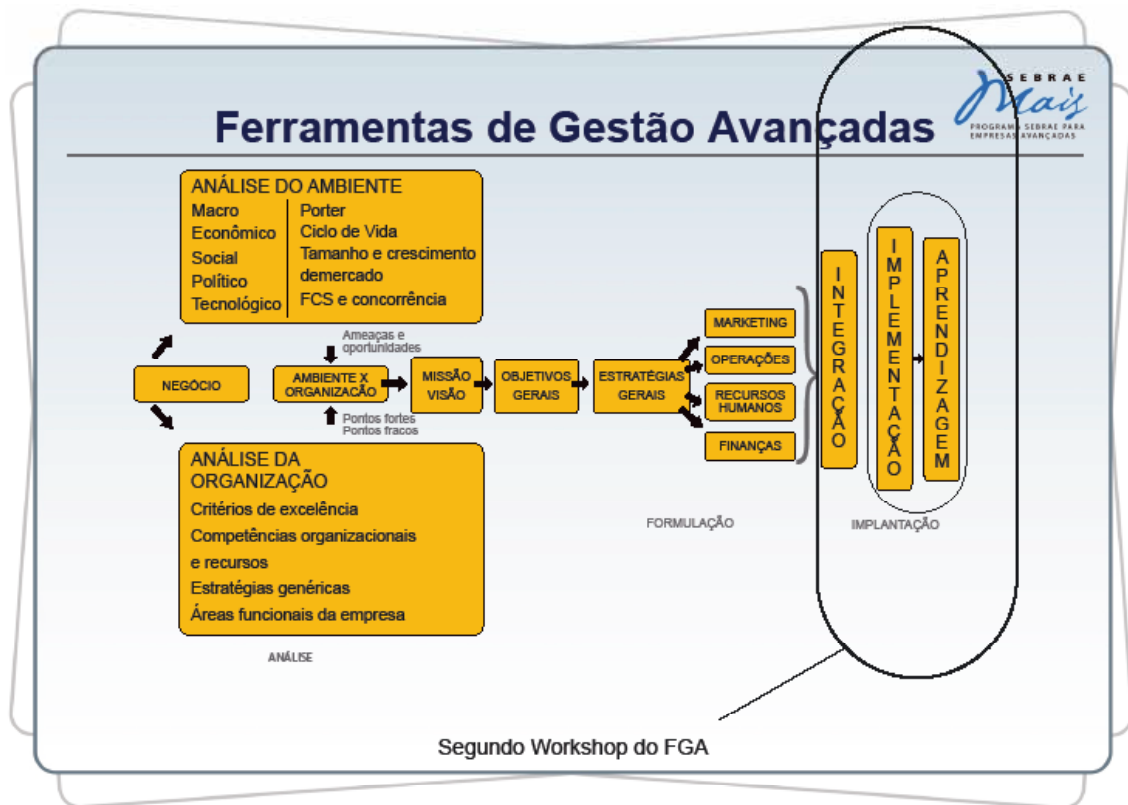 SEBRAE
Mais
PROGRAMA SEBRAE PARA
EMPRESAS AVANÇADAS
Ferramentas de Gestão Avançadas
ANÁLISE DO AMBIENTE
Macro
Econômico
Social
Político
Tecnológico
Porter
Ciclo de Vida
Tamanho e crescimento
demercado
FCS e concorrência
Ameaças e
oportunidades
NEGÓCIO
AMBIENTE X
ORGANIZACÃO
MISSÃO
VISÃO
OBJETIVOS
GERAIS
ESTRATÉGIAS
GERAIS
Pontos fortes
Pontos fracos
MARKETING
OPERAÇÕES
RECURSOS
HUMANOS
FINANÇAS
INTEGRAÇÃO
IMPLEMENTAÇÃO
APRENDIZAGEM
ANÁLISE DA
ORGANIZAÇÃO
Critérios de excelência
Competências organizacionais
e recursos
Estratégias genéricas
Áreas funcionais da empresa
ANÁLISE
FORMULAÇÃO
IMPLANTAÇÃO
Segundo Workshop do FGA